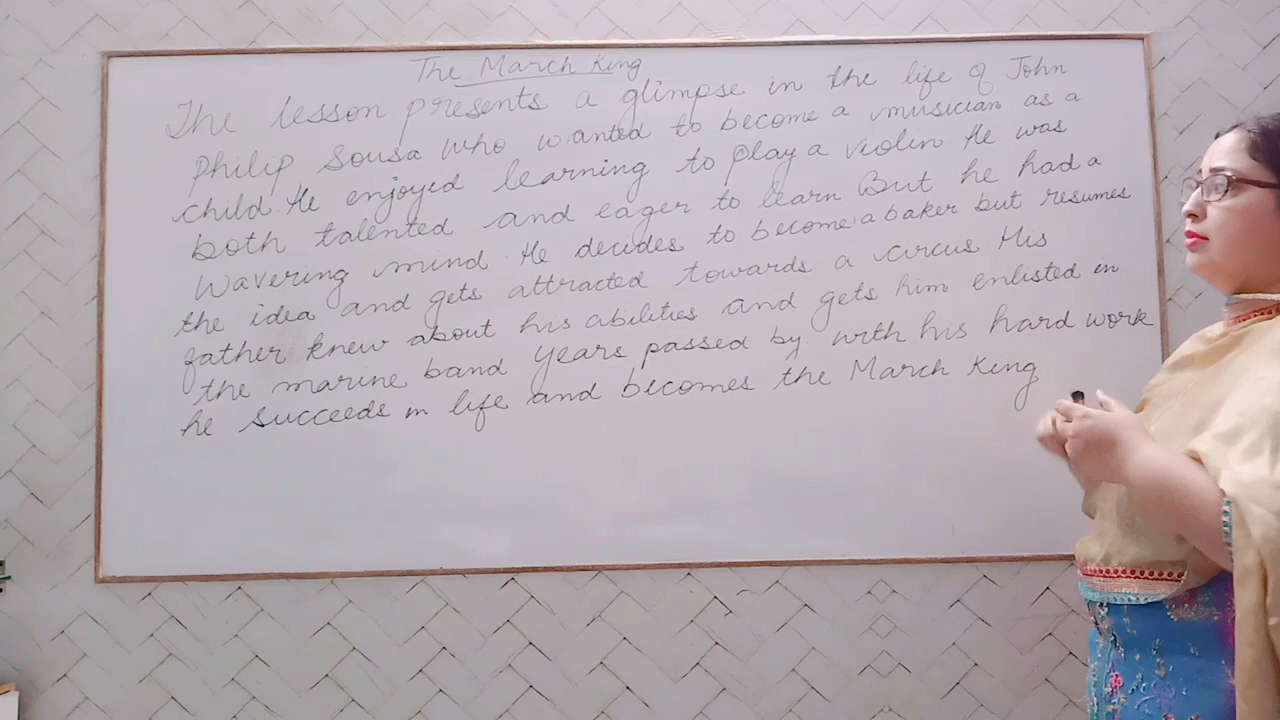 The March King
The lesson presents a glimpse in the life of John
Philip Sousa who wanted to become a musician as a
child. He enjoyed learning to play a violin. He was
both talented and eager to learn But he had a
wavering mind. He decides to become a baker but resumes
the idea and gets attracted towards a circus. His
father knew about his abilities and gets him enlisted in
the marine band years passed by with his hard work
he succeeds in life and becomes the March King.